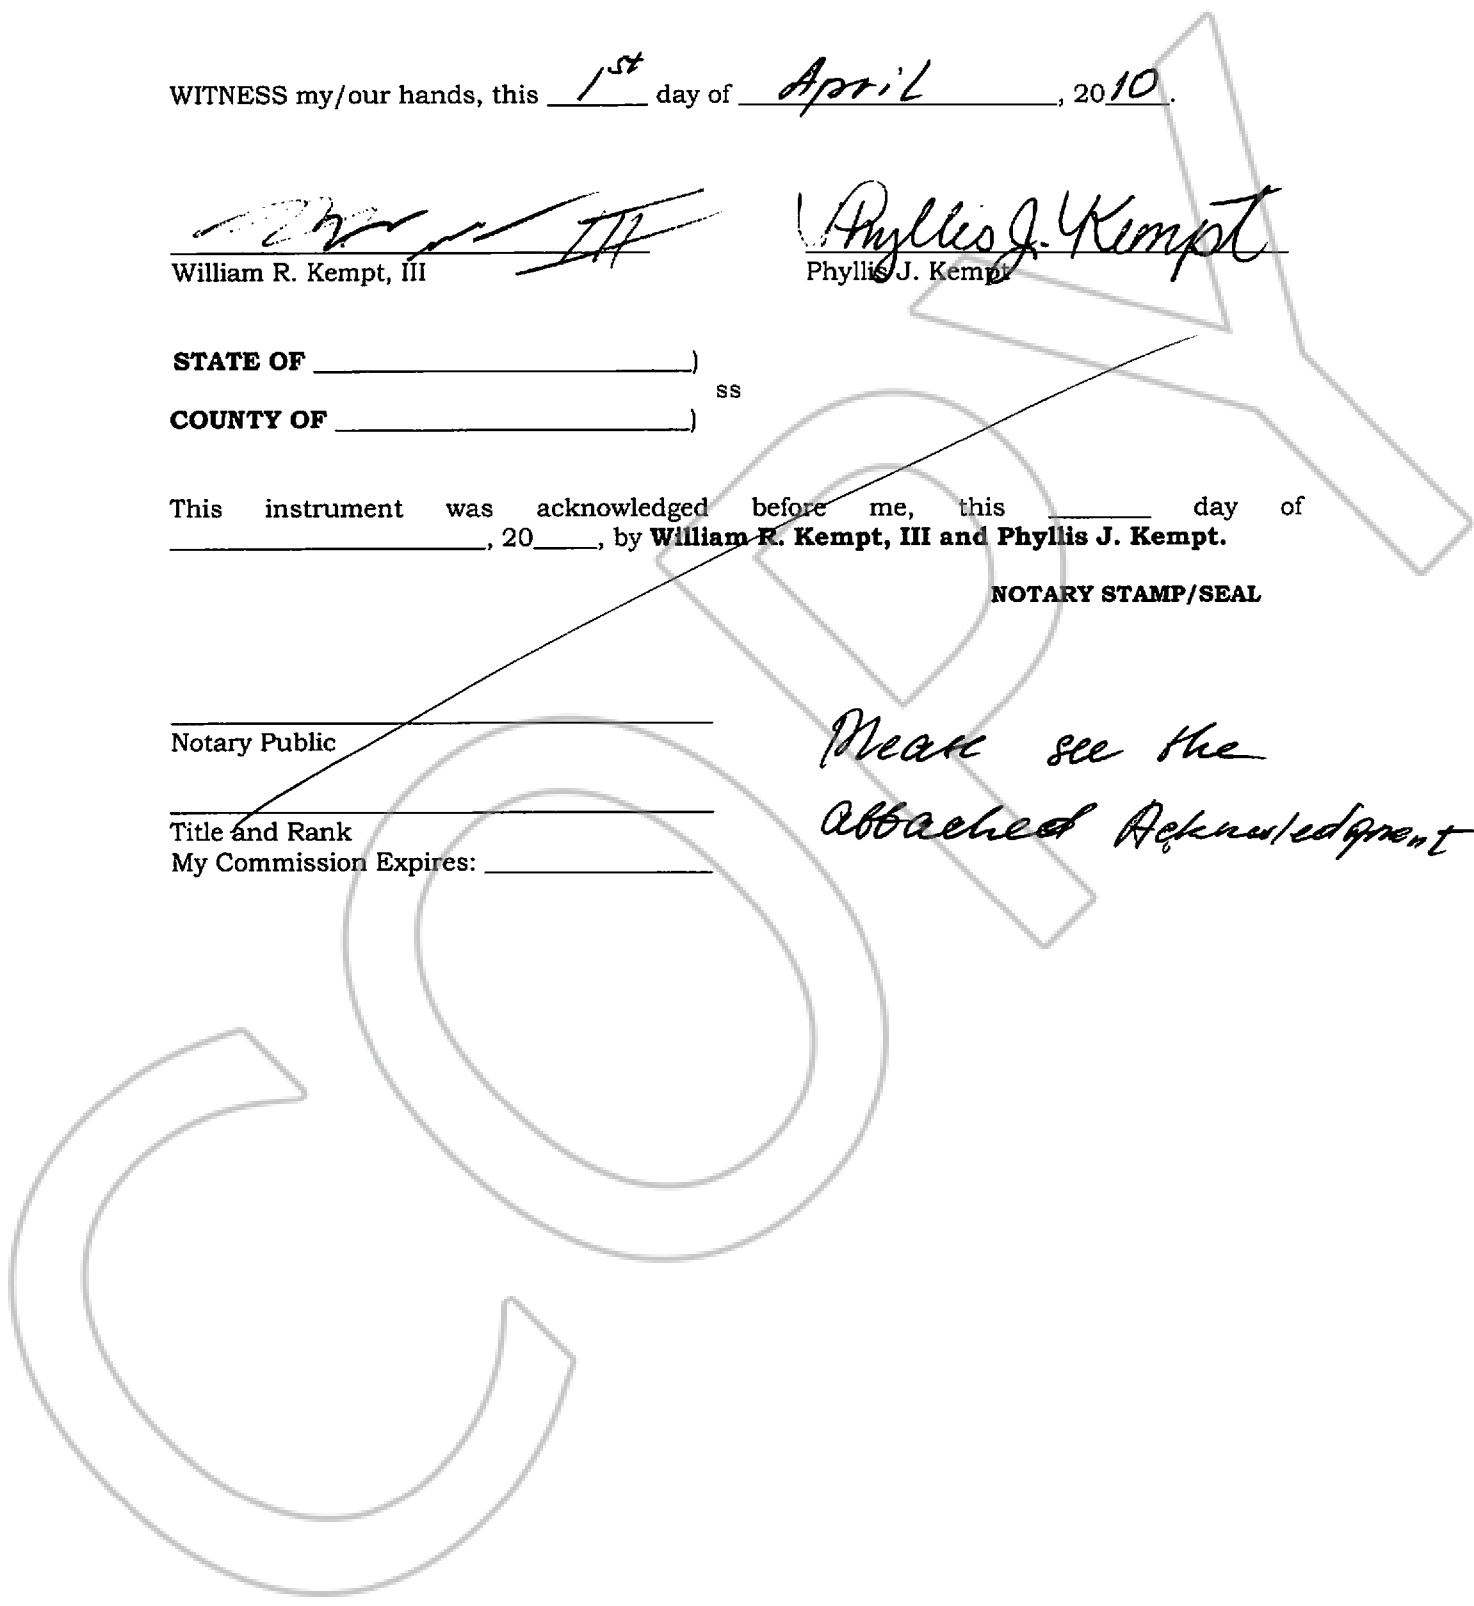 WITNESS my/our hands, this 1st day of April, 2010.
Phyllis J. Kempt
William R. Kempt, III Phyllis J. Kempt
STATE OF )
ss
COUNTY OF )
This instrument was acknowledged before me, this day of
, 20 , by William R. Kempt, III and Phyllis J. Kempt.
NOTARY STAMP/SEAL
Notary Public
Please see the
attached Acknowledgment
Title and Rank
My Commission Expires:
COPY